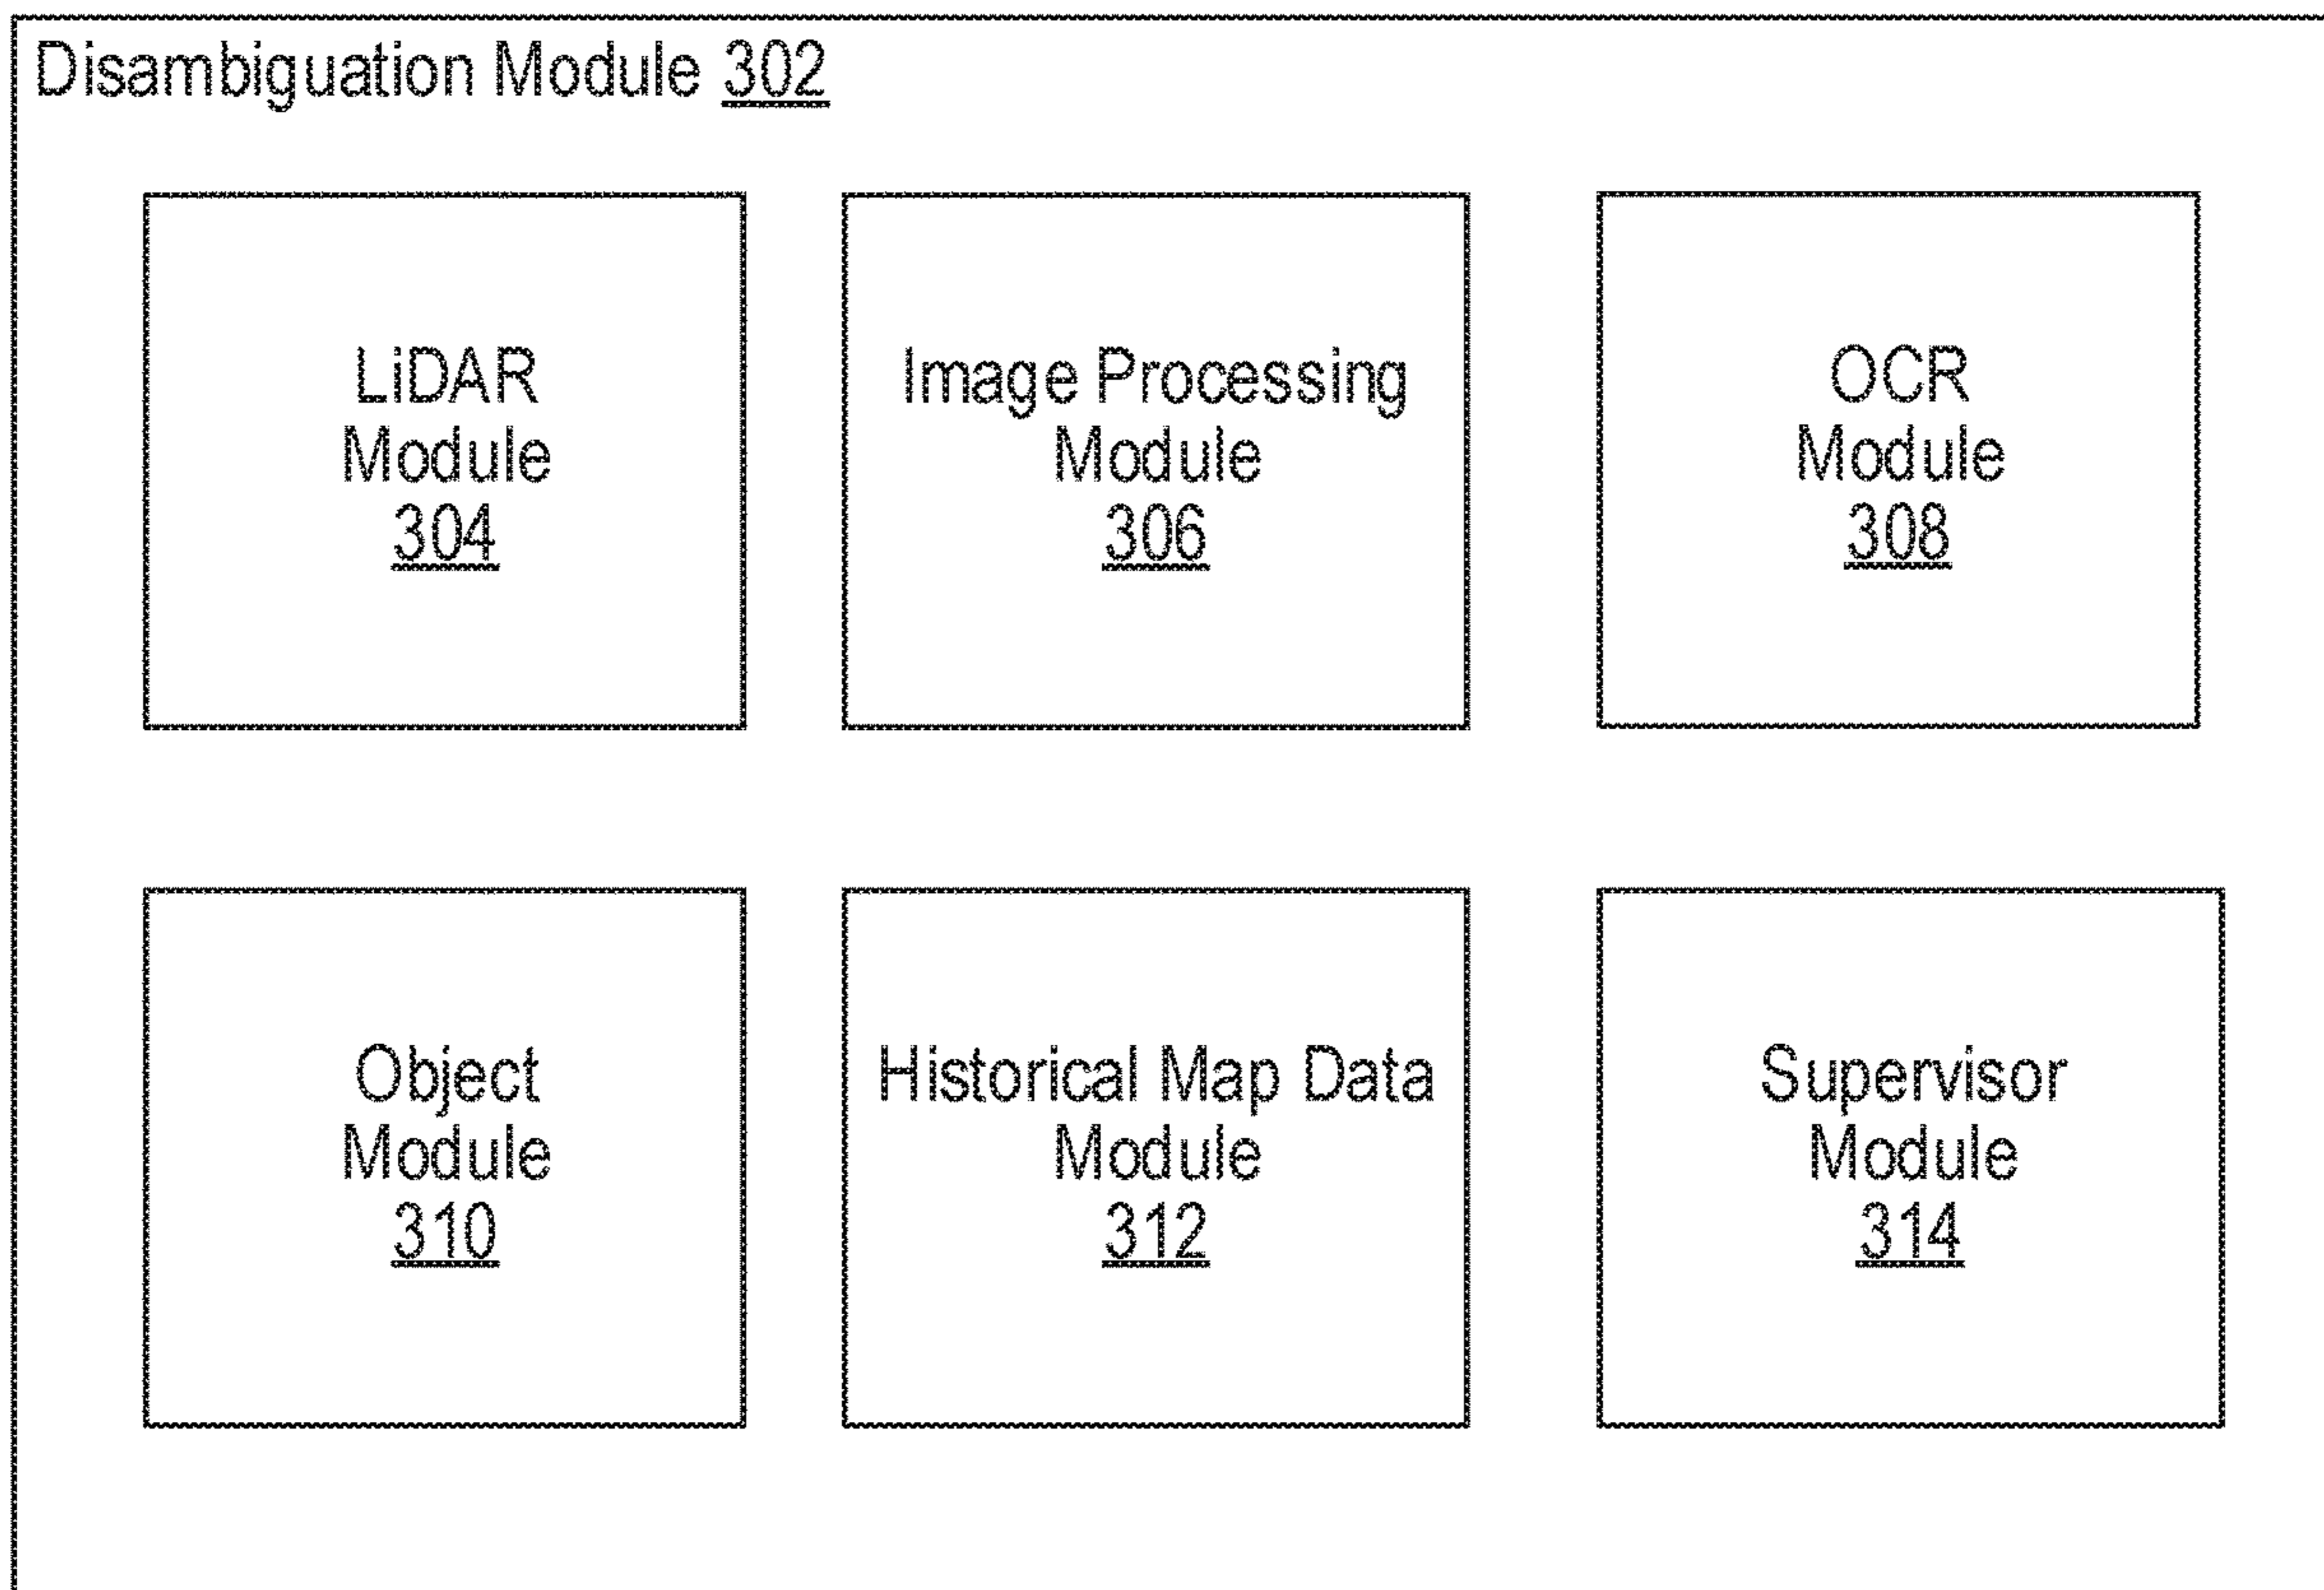 Disambiguation Module 302
LiDAR
Module
304
Image Processing
Module
306
OCR
Module
308
Object
Module
310
Historical Map Data
Module
312
Supervisor
Module
314